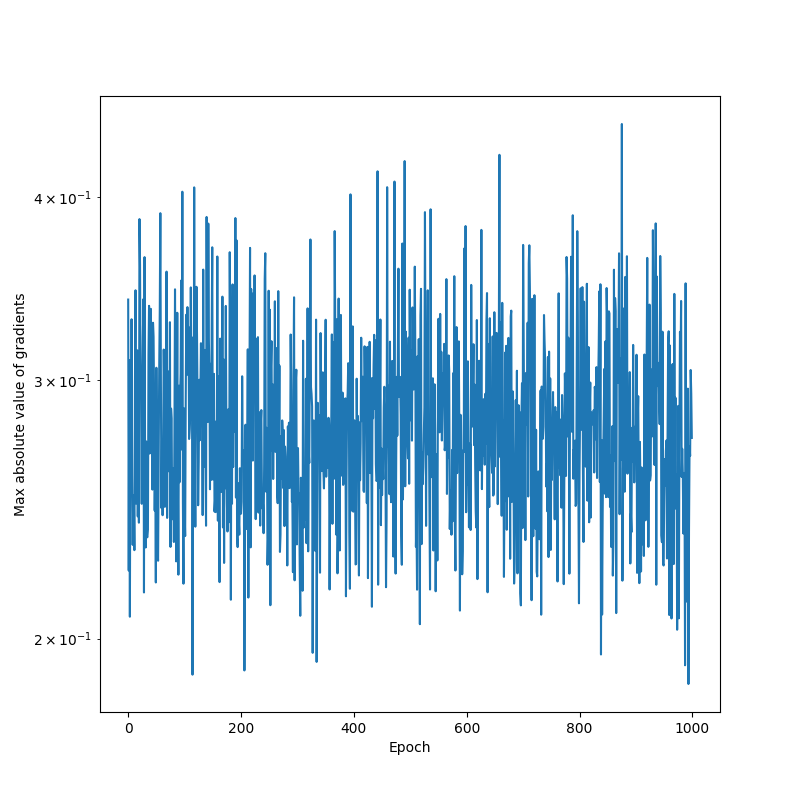 Max absolute value of gradients
4 × 10⁻¹
3 × 10⁻¹
2 × 10⁻¹
0 200 400 600 800 1000
Epoch